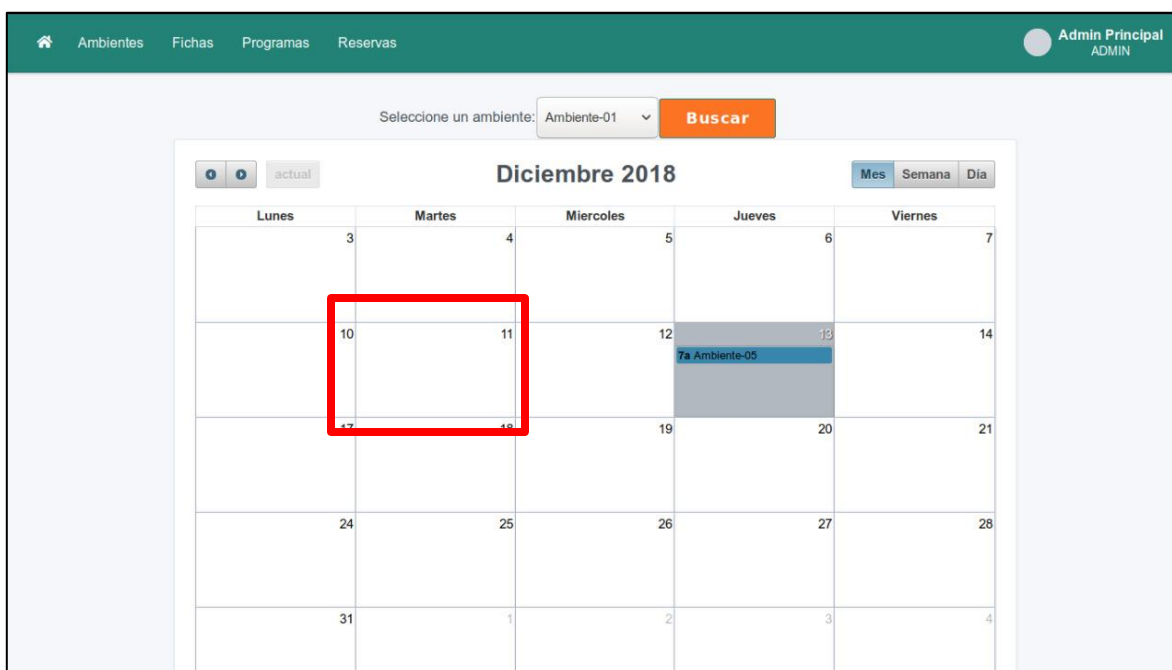 Ambientes Fichas Programas Reservas
Admin Principal
ADMIN
Seleccione un ambiente: Ambiente-01 Buscar
actual Diciembre 2018 Mes Semana Día
Lunes Martes Miercoles Jueves Viernes
3 4 5 6 7
10 11 12 13 14
7a Ambiente-05
17 18 19 20 21
24 25 26 27 28
31 1 2 3 4